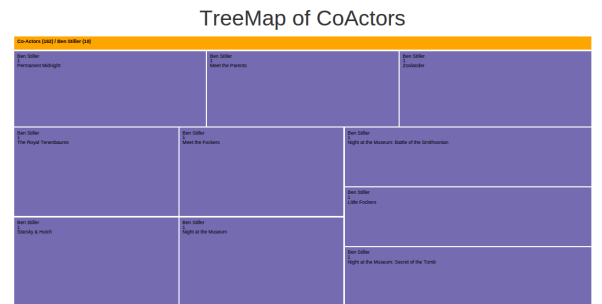 TreeMap of CoActors
Co-Actors (162) / Ben Stiller (10)
Ben Stiller
1
Permanent Midnight
Ben Stiller
1
Meet the Parents
Ben Stiller
1
Zoolander
Ben Stiller
1
The Royal Tenenbaums
Ben Stiller
1
Meet the Fockers
Ben Stiller
1
Night at the Museum: Battle of the Smithsonian
Ben Stiller
1
Little Fockers
Ben Stiller
1
Starsky & Hutch
Ben Stiller
1
Night at the Museum
Ben Stiller
1
Night at the Museum: Secret of the Tomb